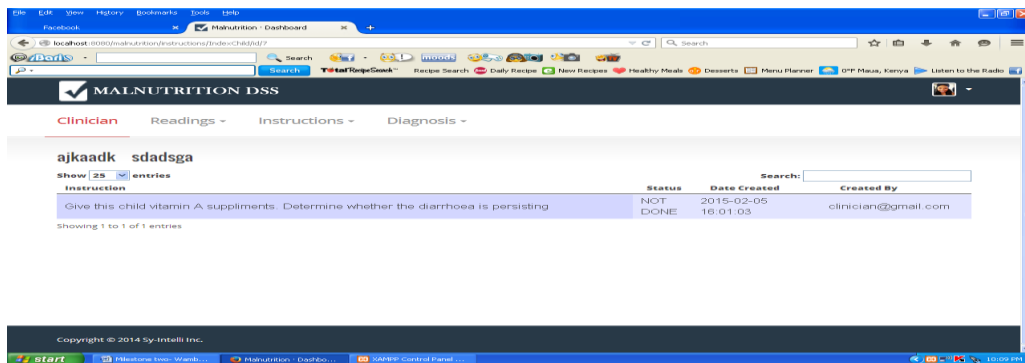 File Edit View History Bookmarks Tools Help
Facebook × Malnutrition - Dashboard × +
localhost:8080/malnutrition/instructions/IndexChild/id/7 Search
Search moods
Search TotalRecipeSearch™ Recipe Search Daily Recipe New Recipes Healthy Meals Desserts Menu Planner 0°F Maua, Kenya Listen to the Radio
MALNUTRITION DSS
Clinician Readings Instructions Diagnosis
ajkaadk sdadsga
Show 25 entries Search:
Instruction Status Date Created Created By
Give this child vitamin A suppliments. Determine whether the diarrhoea is persisting NOT DONE 2015-02-05 16:01:03 clinician@gmail.com
Showing 1 to 1 of 1 entries
Copyright © 2014 Sy-Intelli Inc.
start Milestone two- Wamb... Malnutrition - Dashbo... XAMPP Control Panel ... 10:09 PM